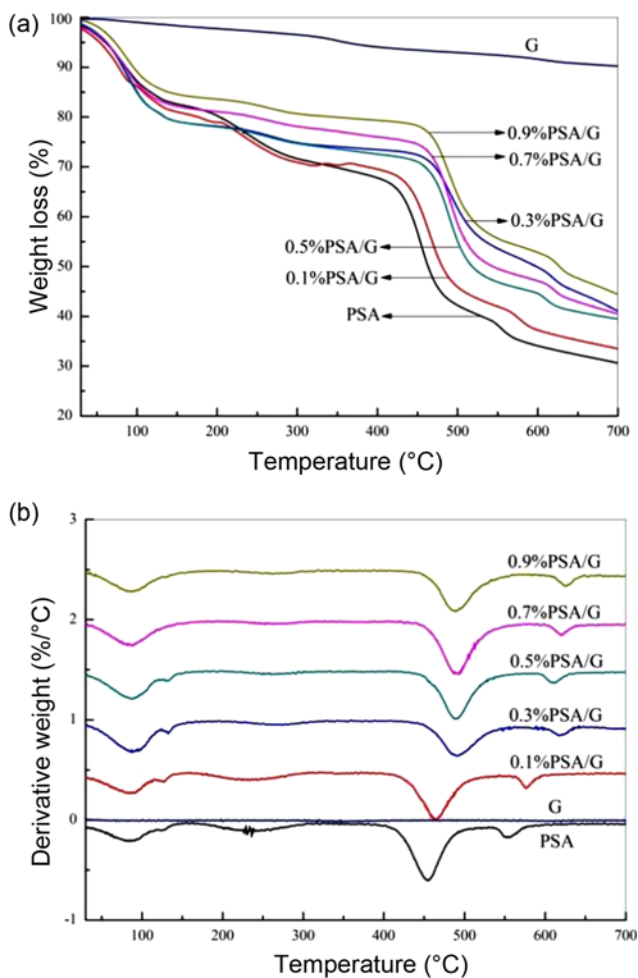 (a)
100
90
80
70
60
50
40
30
20
Weight loss (%)
G
0.9%PSA/G
0.7%PSA/G
0.3%PSA/G
0.5%PSA/G
0.1%PSA/G
PSA
100 200 300 400 500 600 700
Temperature (°C)
(b)
3
2
1
0
-1
Derivative weight (%/°C)
0.9%PSA/G
0.7%PSA/G
0.5%PSA/G
0.3%PSA/G
0.1%PSA/G
G
PSA
100 200 300 400 500 600 700
Temperature (°C)